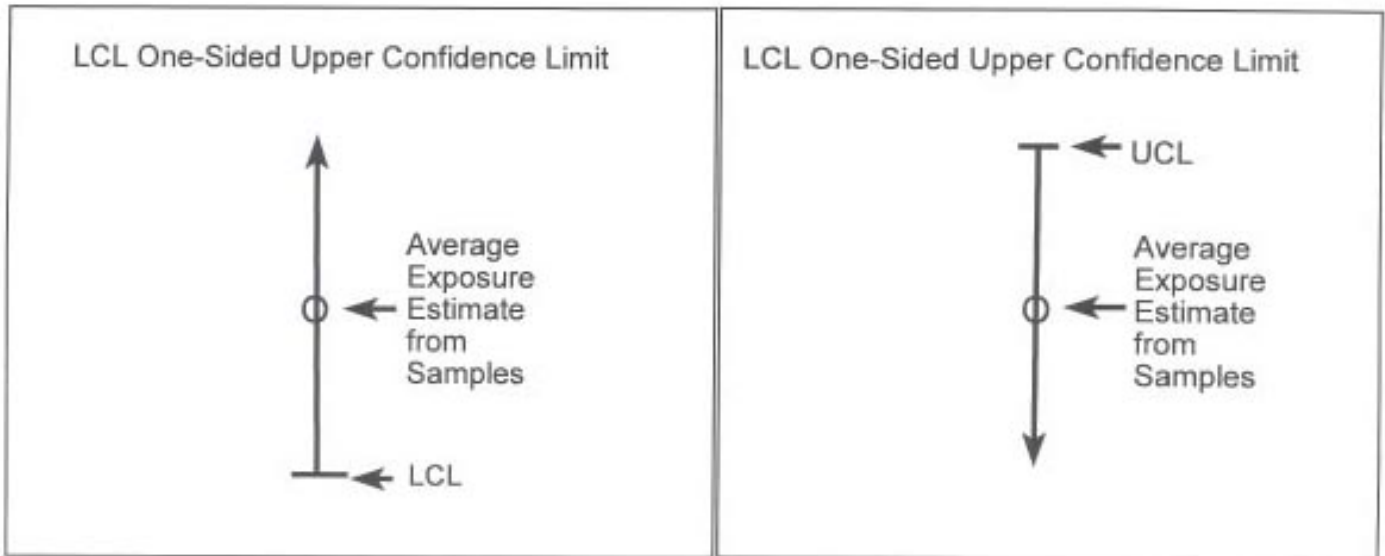 LCL One-Sided Upper Confidence Limit
Average
Exposure
Estimate
from
Samples
LCL
LCL One-Sided Upper Confidence Limit
UCL
Average
Exposure
Estimate
from
Samples